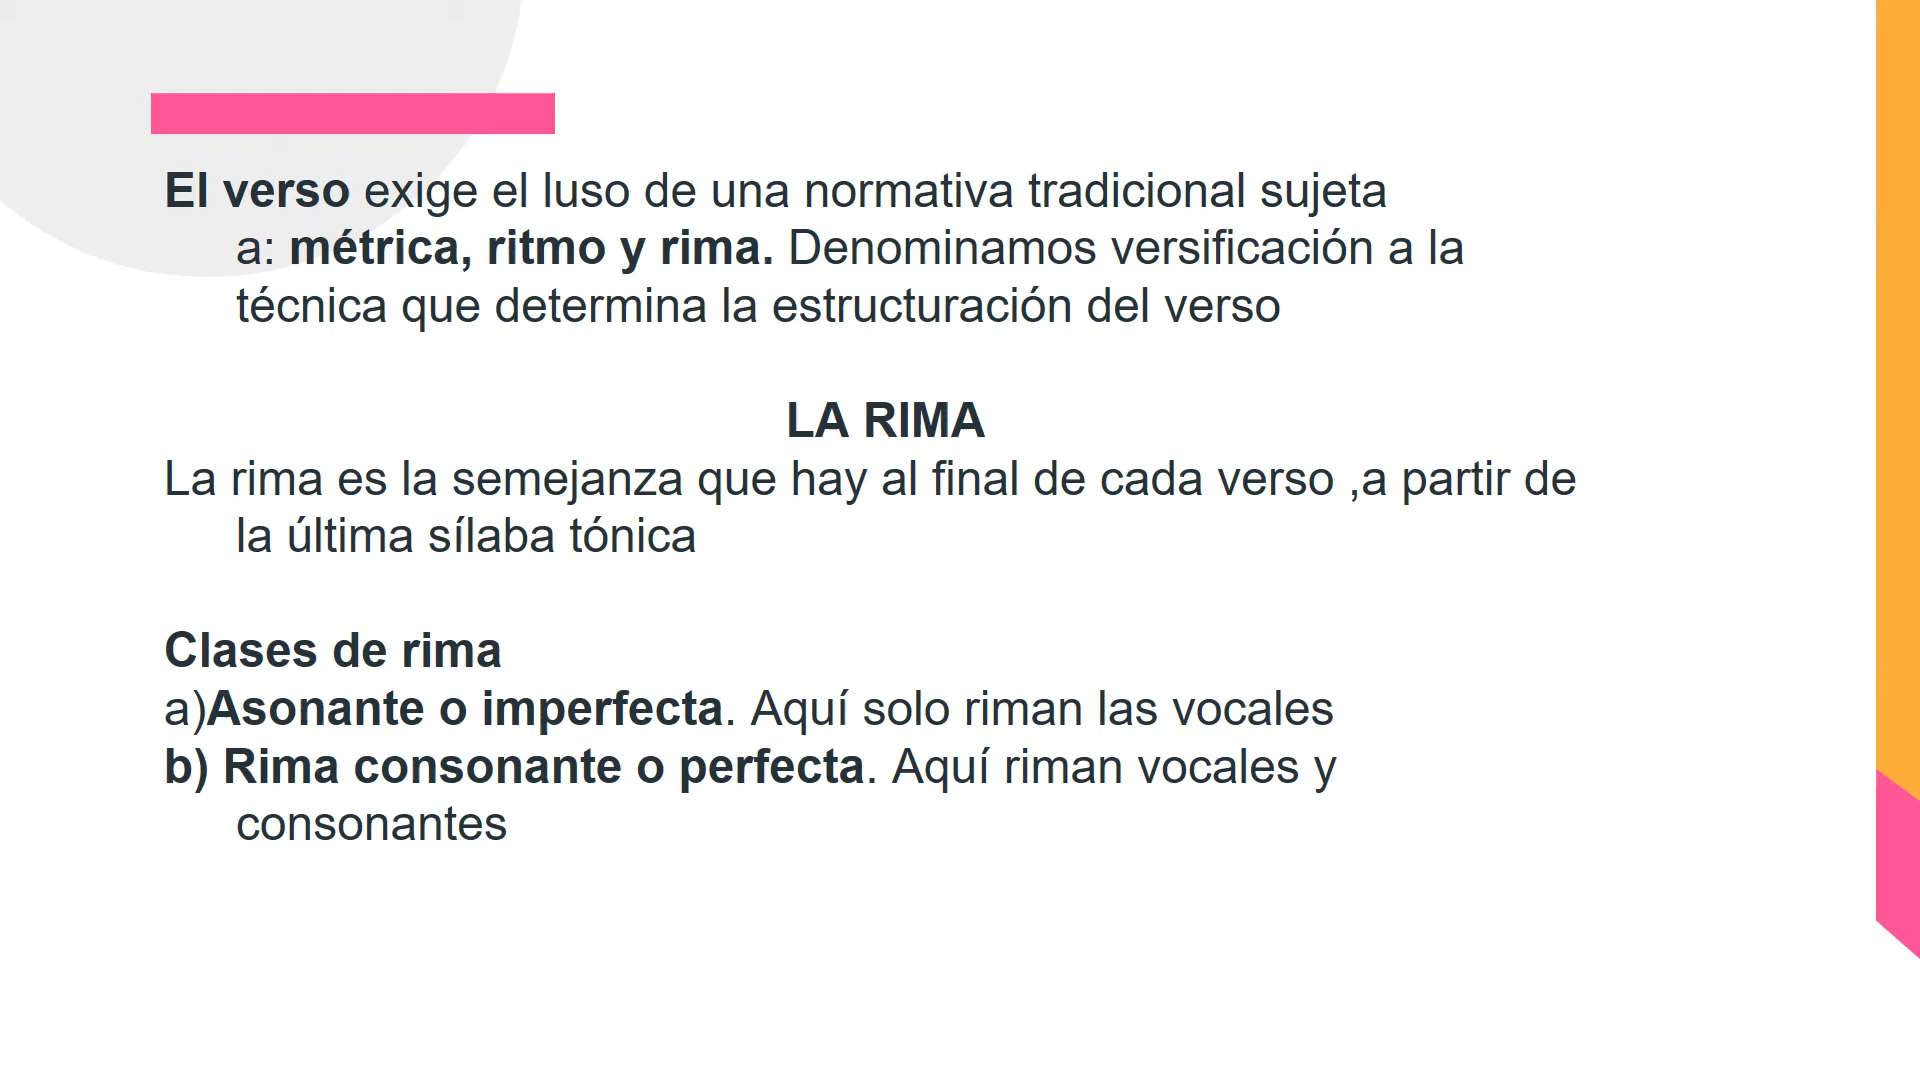 El verso exige el luso de una normativa tradicional sujeta
a: métrica, ritmo y rima. Denominamos versificación a la
técnica que determina la estructuración del verso
LA RIMA
La rima es la semejanza que hay al final de cada verso ,a partir de
la última sílaba tónica
Clases de rima
a)Asonante o imperfecta. Aquí solo riman las vocales
b) Rima consonante o perfecta. Aquí riman vocales y
consonantes